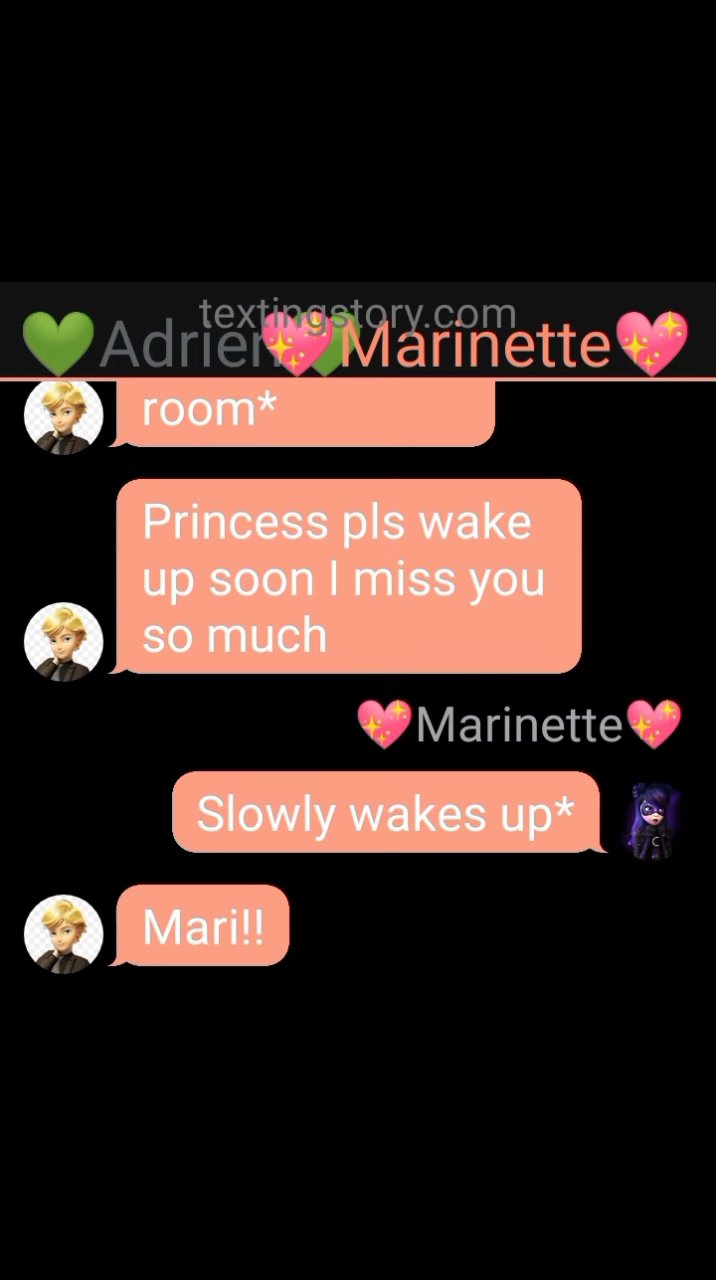 textingstory.com
💚Adrien💚 💖Marinette💖
room*
Princess pls wake
up soon I miss you
so much
💖Marinette💖
Slowly wakes up*
Mari!!